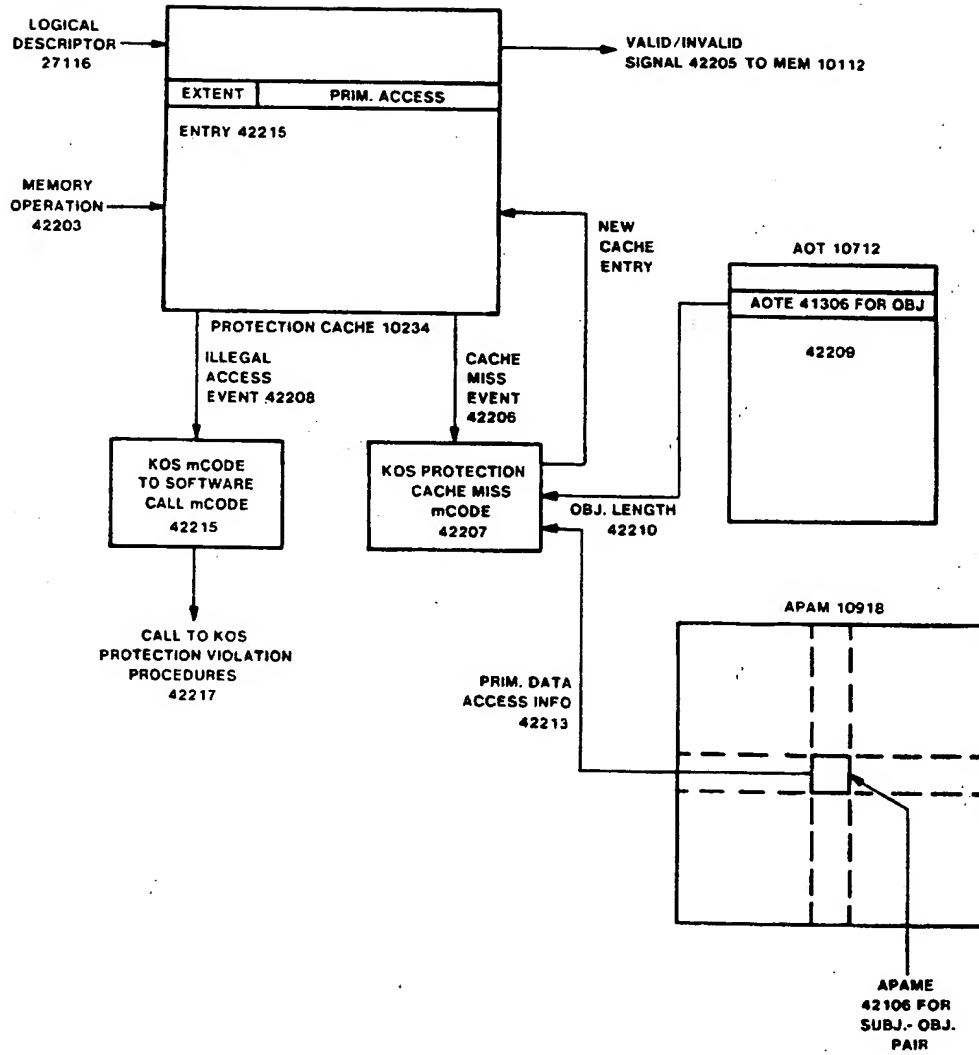 LOGICAL
DESCRIPTOR
27116
VALID/INVALID
SIGNAL 42205 TO MEM 10112
EXTENT
PRIM. ACCESS
ENTRY 42215
MEMORY
OPERATION
42203
NEW
CACHE
ENTRY
AOT 10712
AOTE 41306 FOR OBJ
42209
PROTECTION CACHE 10234
ILLEGAL
ACCESS
EVENT 42208
CACHE
MISS
EVENT
42206
KOS mCODE
TO SOFTWARE
CALL mCODE
42215
KOS PROTECTION
CACHE MISS
mCODE
42207
OBJ. LENGTH
42210
CALL TO KOS
PROTECTION VIOLATION
PROCEDURES
42217
APAM 10918
PRIM. DATA
ACCESS INFO
42213
APAME
42106 FOR
SUBJ.- OBJ.
PAIR